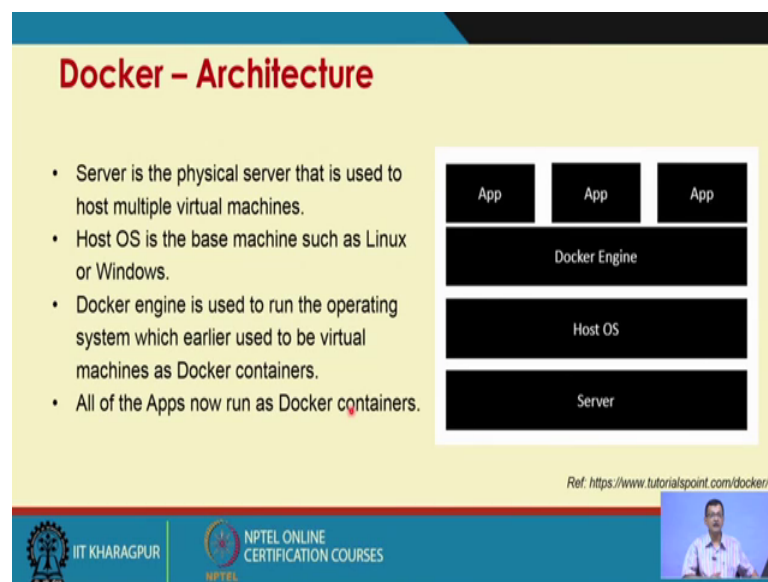 Docker – Architecture
• Server is the physical server that is used to
host multiple virtual machines.
• Host OS is the base machine such as Linux
or Windows.
• Docker engine is used to run the operating
system which earlier used to be virtual
machines as Docker containers.
• All of the Apps now run as Docker containers.
App App App
Docker Engine
Host OS
Server
Ref: https://www.tutorialspoint.com/docker/
IIT KHARAGPUR
NPTEL ONLINE
CERTIFICATION COURSES
NPTEL